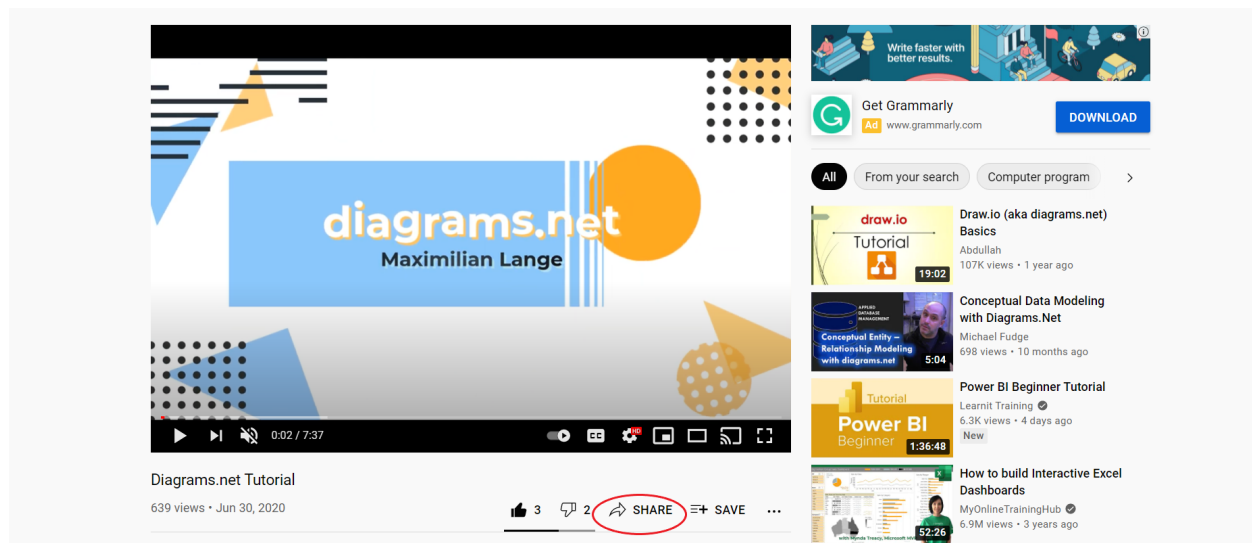 diagrams.net
Maximilian Lange
0:02 / 7:37
CC
HD
Diagrams.net Tutorial
639 views • Jun 30, 2020
3
2
SHARE
SAVE
Write faster with
better results.
Get Grammarly
Ad www.grammarly.com
DOWNLOAD
All
From your search
Computer program
draw.io
Tutorial
19:02
Draw.io (aka diagrams.net)
Basics
Abdullah
107K views • 1 year ago
APPLIED
DATABASE
MANAGEMENT
Conceptual Entity –
Relationship Modeling
with diagrams.net
5:04
Conceptual Data Modeling
with Diagrams.Net
Michael Fudge
698 views • 10 months ago
Tutorial
Power BI
Beginner
1:36:48
Power BI Beginner Tutorial
Learnit Training
6.3K views • 4 days ago
New
52:26
How to build Interactive Excel
Dashboards
MyOnlineTrainingHub
6.9M views • 3 years ago